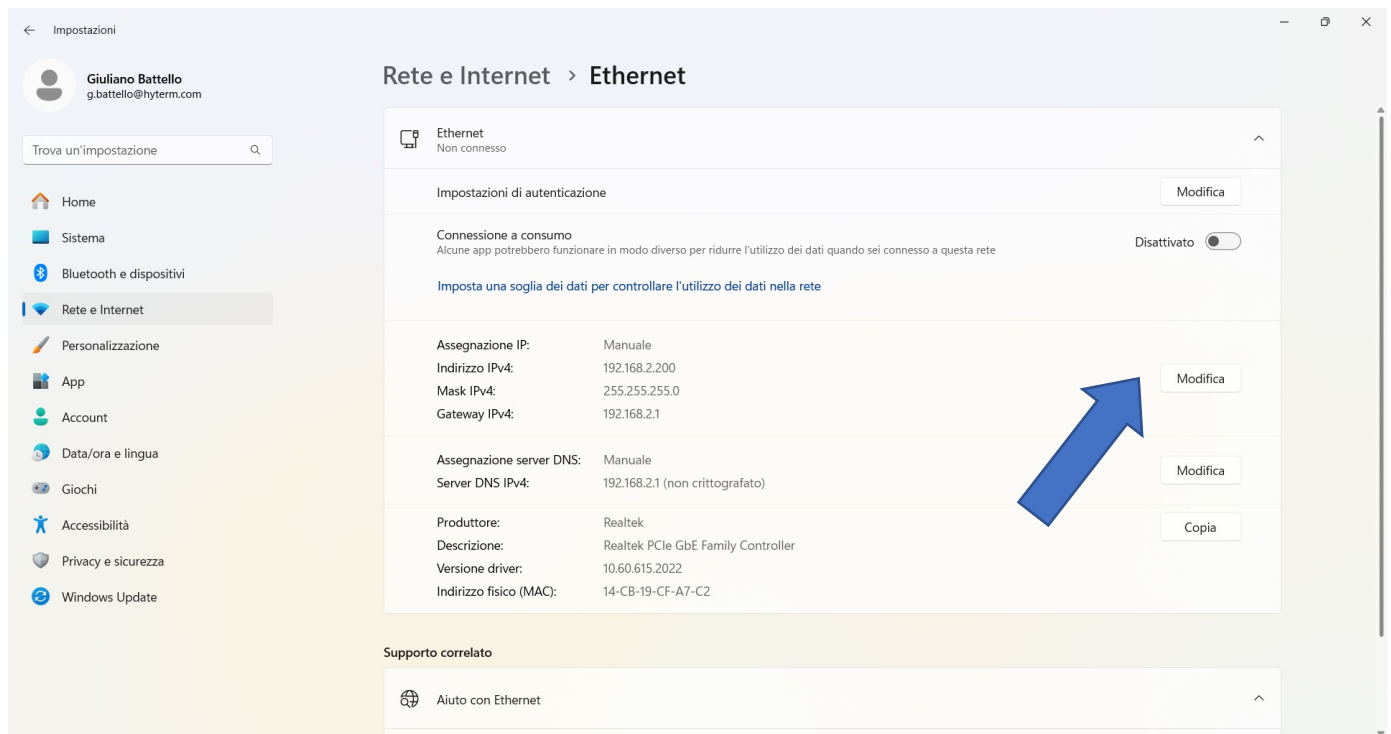 Impostazioni
Giuliano Battello
g.battello@hyterm.com
Trova un'impostazione
Home
Sistema
Bluetooth e dispositivi
Rete e Internet
Personalizzazione
App
Account
Data/ora e lingua
Giochi
Accessibilità
Privacy e sicurezza
Windows Update
Rete e Internet › Ethernet
Ethernet
Non connesso
Impostazioni di autenticazione
Modifica
Connessione a consumo
Alcune app potrebbero funzionare in modo diverso per ridurre l'utilizzo dei dati quando sei connesso a questa rete
Disattivato
Imposta una soglia dei dati per controllare l'utilizzo dei dati nella rete
Assegnazione IP: Manuale
Indirizzo IPv4: 192.168.2.200
Mask IPv4: 255.255.255.0
Gateway IPv4: 192.168.2.1
Modifica
Assegnazione server DNS: Manuale
Server DNS IPv4: 192.168.2.1 (non crittografato)
Modifica
Produttore: Realtek
Descrizione: Realtek PCIe GbE Family Controller
Versione driver: 10.60.615.2022
Indirizzo fisico (MAC): 14-CB-19-CF-A7-C2
Copia
Supporto correlato
Aiuto con Ethernet